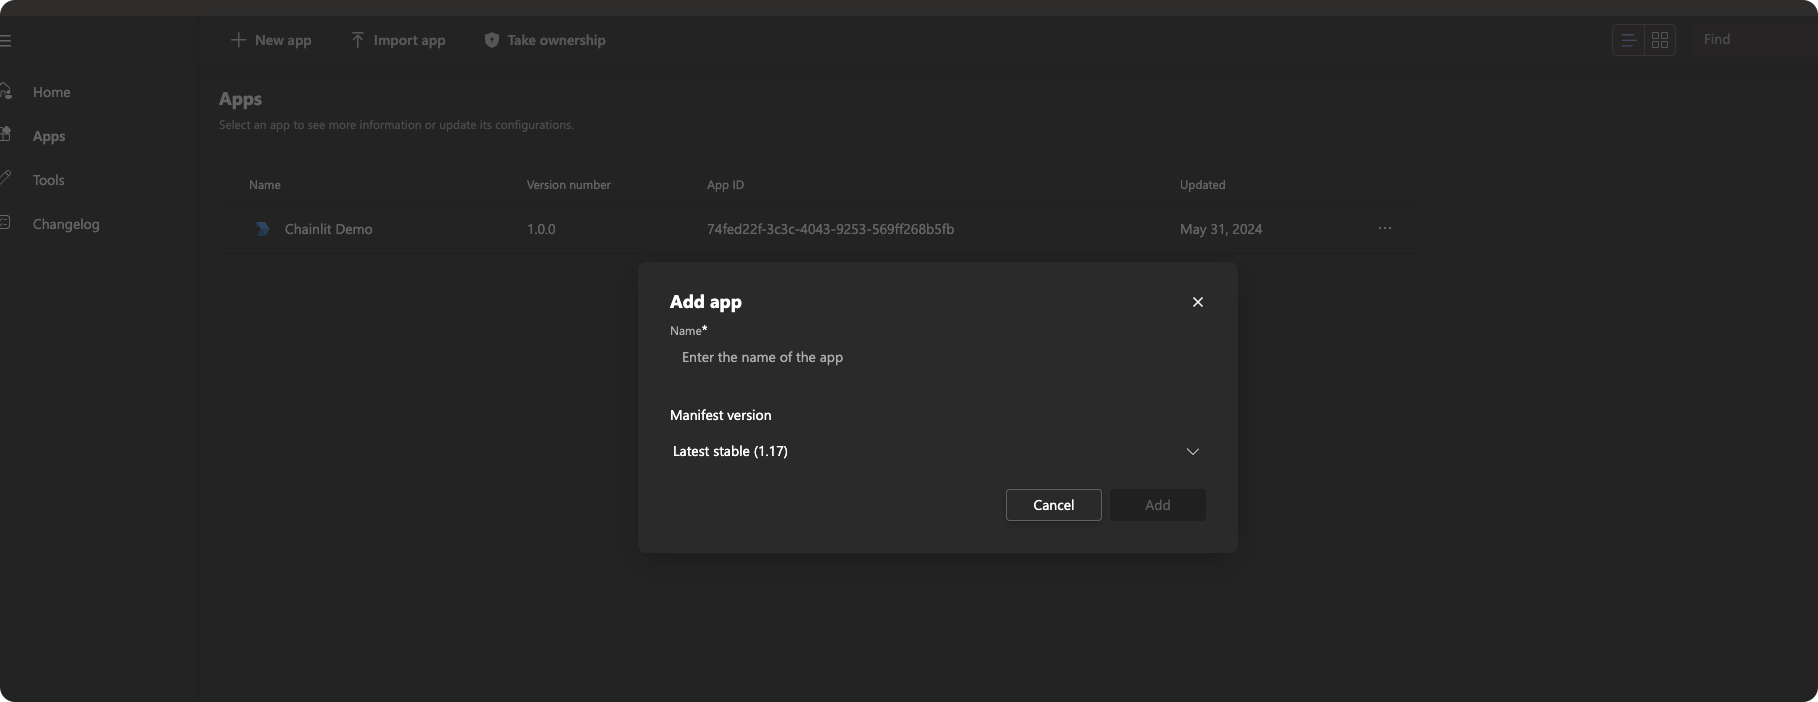 New app Import app Take ownership Find
Home
Apps
Tools
Changelog
Apps
Select an app to see more information or update its configurations.
Name Version number App ID Updated
Chainlit Demo 1.0.0 74fed22f-3c3c-4043-9253-569ff268b5fb May 31, 2024 ...
Add app
Name*
Enter the name of the app
Manifest version
Latest stable (1.17)
Cancel Add